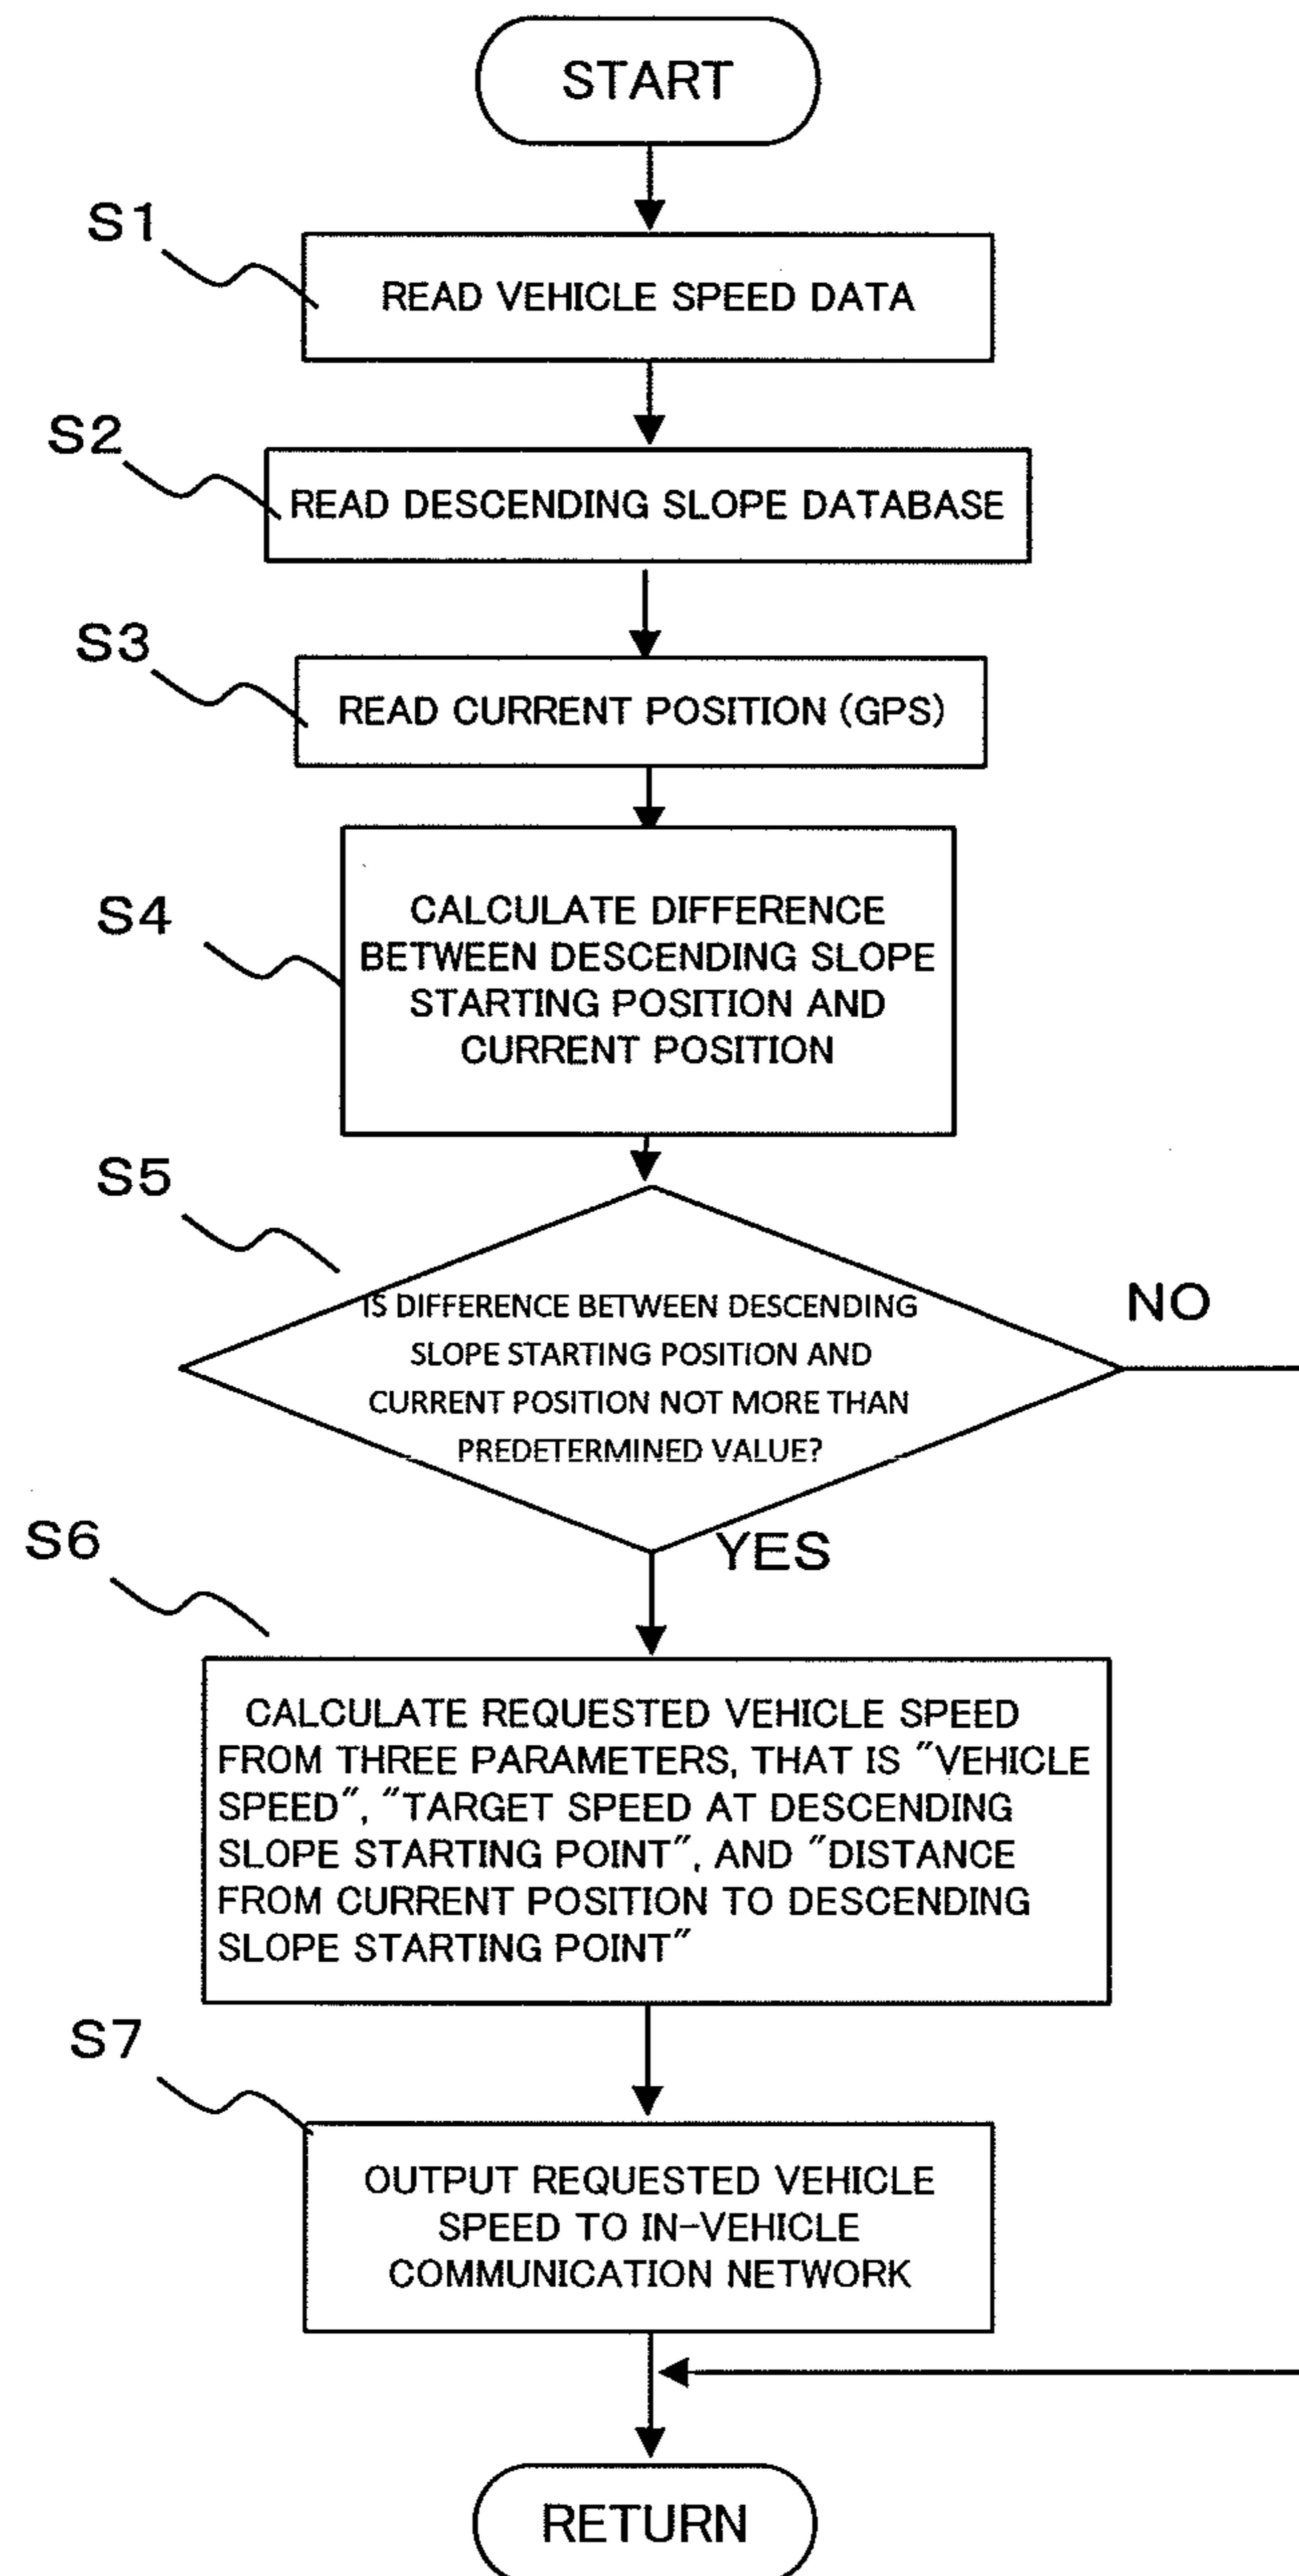 START
S1
READ VEHICLE SPEED DATA
S2
READ DESCENDING SLOPE DATABASE
S3
READ CURRENT POSITION (GPS)
S4
CALCULATE DIFFERENCE
BETWEEN DESCENDING SLOPE
STARTING POSITION AND
CURRENT POSITION
S5
IS DIFFERENCE BETWEEN DESCENDING
SLOPE STARTING POSITION AND
CURRENT POSITION NOT MORE THAN
PREDETERMINED VALUE?
NO
YES
S6
CALCULATE REQUESTED VEHICLE SPEED
FROM THREE PARAMETERS, THAT IS "VEHICLE
SPEED", "TARGET SPEED AT DESCENDING
SLOPE STARTING POINT", AND "DISTANCE
FROM CURRENT POSITION TO DESCENDING
SLOPE STARTING POINT"
S7
OUTPUT REQUESTED VEHICLE
SPEED TO IN-VEHICLE
COMMUNICATION NETWORK
RETURN